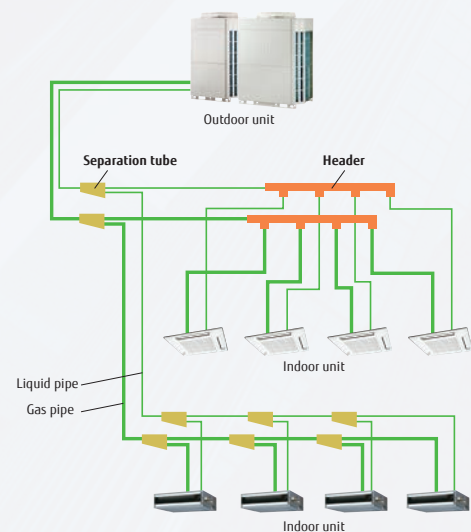 Outdoor unit
Separation tube
Header
Indoor unit
Liquid pipe
Gas pipe
Indoor unit